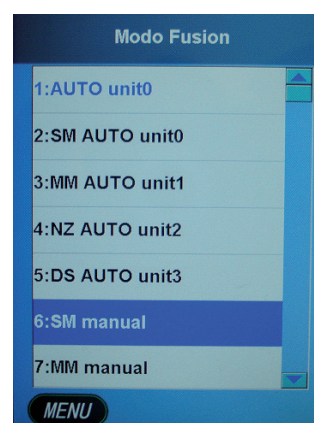 Modo Fusion
1:AUTO unit0
2:SM AUTO unit0
3:MM AUTO unit1
4:NZ AUTO unit2
5:DS AUTO unit3
6:SM manual
7:MM manual
MENU